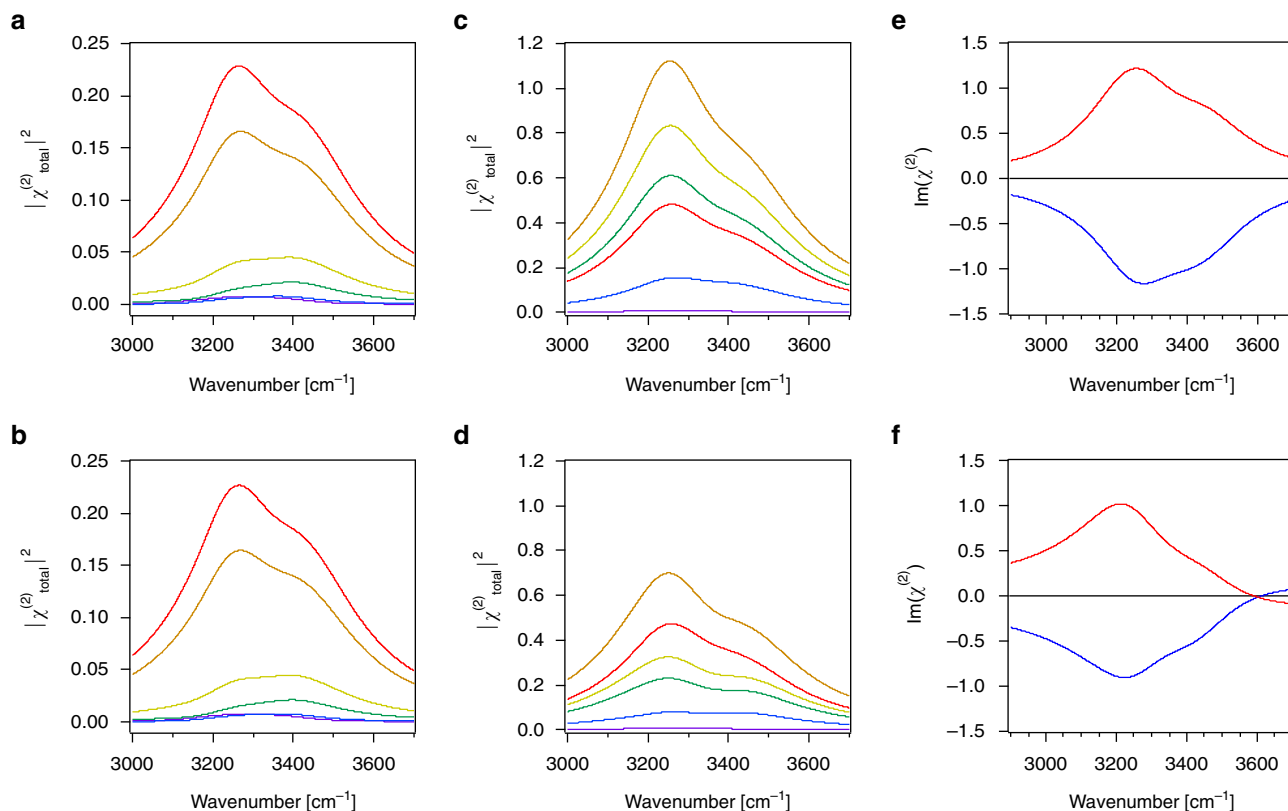 a
0.25
0.20
0.15
0.10
0.05
0.00
| χ(2)total | 2
3000 3200 3400 3600
Wavenumber [cm–1]
c
1.2
1.0
0.8
0.6
0.4
0.2
0.0
| χ(2)total | 2
3000 3200 3400 3600
Wavenumber [cm–1]
e
1.5
1.0
0.5
0.0
–0.5
–1.0
–1.5
Im(χ(2))
3000 3200 3400 3600
Wavenumber [cm–1]
b
0.25
0.20
0.15
0.10
0.05
0.00
| χ(2)total | 2
3000 3200 3400 3600
Wavenumber [cm–1]
d
1.2
1.0
0.8
0.6
0.4
0.2
0.0
| χ(2)total | 2
3000 3200 3400 3600
Wavenumber [cm–1]
f
1.5
1.0
0.5
0.0
–0.5
–1.0
–1.5
Im(χ(2))
3000 3200 3400 3600
Wavenumber [cm–1]